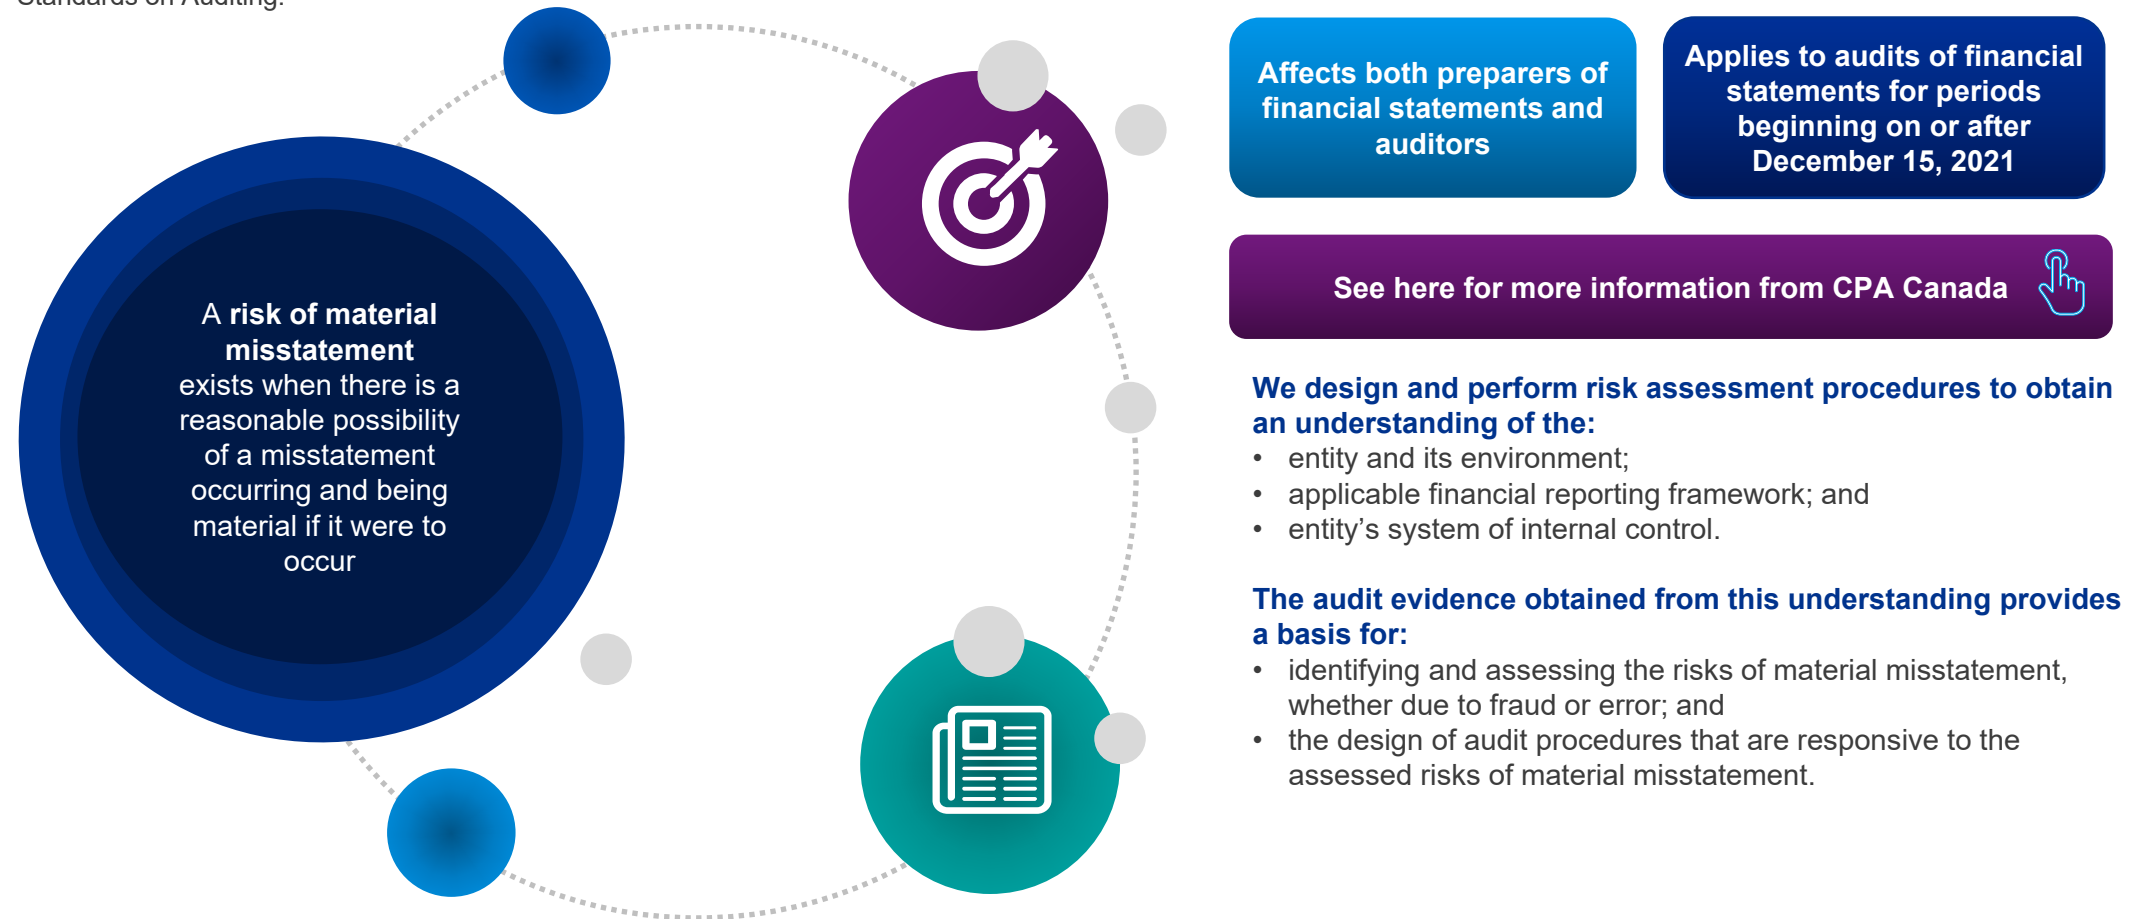 Standards on Auditing.
A risk of material
misstatement
exists when there is a
reasonable possibility
of a misstatement
occurring and being
material if it were to
occur
Affects both preparers of
financial statements and
auditors
Applies to audits of financial
statements for periods
beginning on or after
December 15, 2021
See here for more information from CPA Canada
We design and perform risk assessment procedures to obtain
an understanding of the:
• entity and its environment;
• applicable financial reporting framework; and
• entity’s system of internal control.
The audit evidence obtained from this understanding provides
a basis for:
• identifying and assessing the risks of material misstatement,
whether due to fraud or error; and
• the design of audit procedures that are responsive to the
assessed risks of material misstatement.